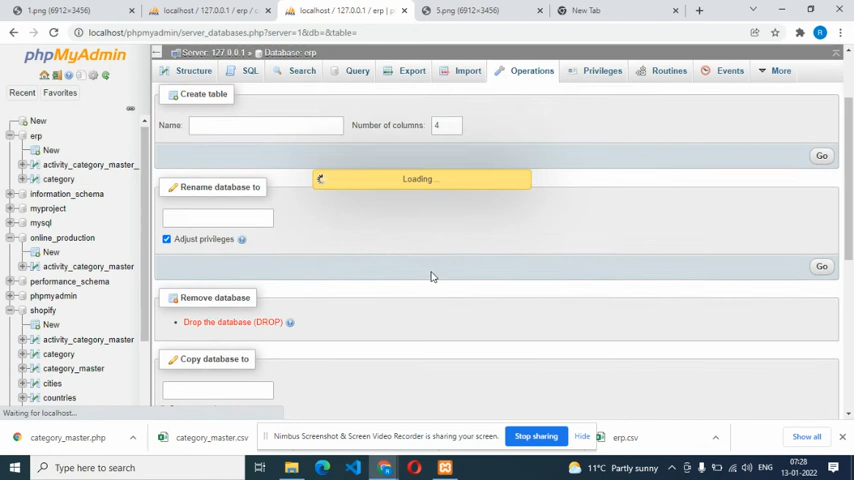 1.png (3456×2940)
localhost / 127.0.0.1 / erp / c
localhost / 127.0.0.1 / erp | p
5.png (3456×2940)
New Tab
localhost/phpmyadmin/server_databases.php?server=1&db=&table=
phpMyAdmin
Server: 127.0.0.1 » Database: erp
Structure SQL Search Query Export Import Operations Privileges Routines Events More
Recent Favorites
New
erp
New
activity_category_master_
category
information_schema
myproject
mysql
online_production
New
activity_category_master
performance_schema
phpmyadmin
shopify
New
activity_category_master
category
category_master
cities
countries
Create table
Name: Number of columns: 4
Go
Loading...
Rename database to
Adjust privileges
Go
Remove database
Drop the database (DROP)
Copy database to
Waiting for localhost...
category_master.php
category_master.csv
Nimbus Screenshot & Screen Video Recorder is sharing your screen.
Stop sharing
Hide
erp.csv
Show all
Type here to search
11°C Partly sunny
ENG
07:28
13-01-2022